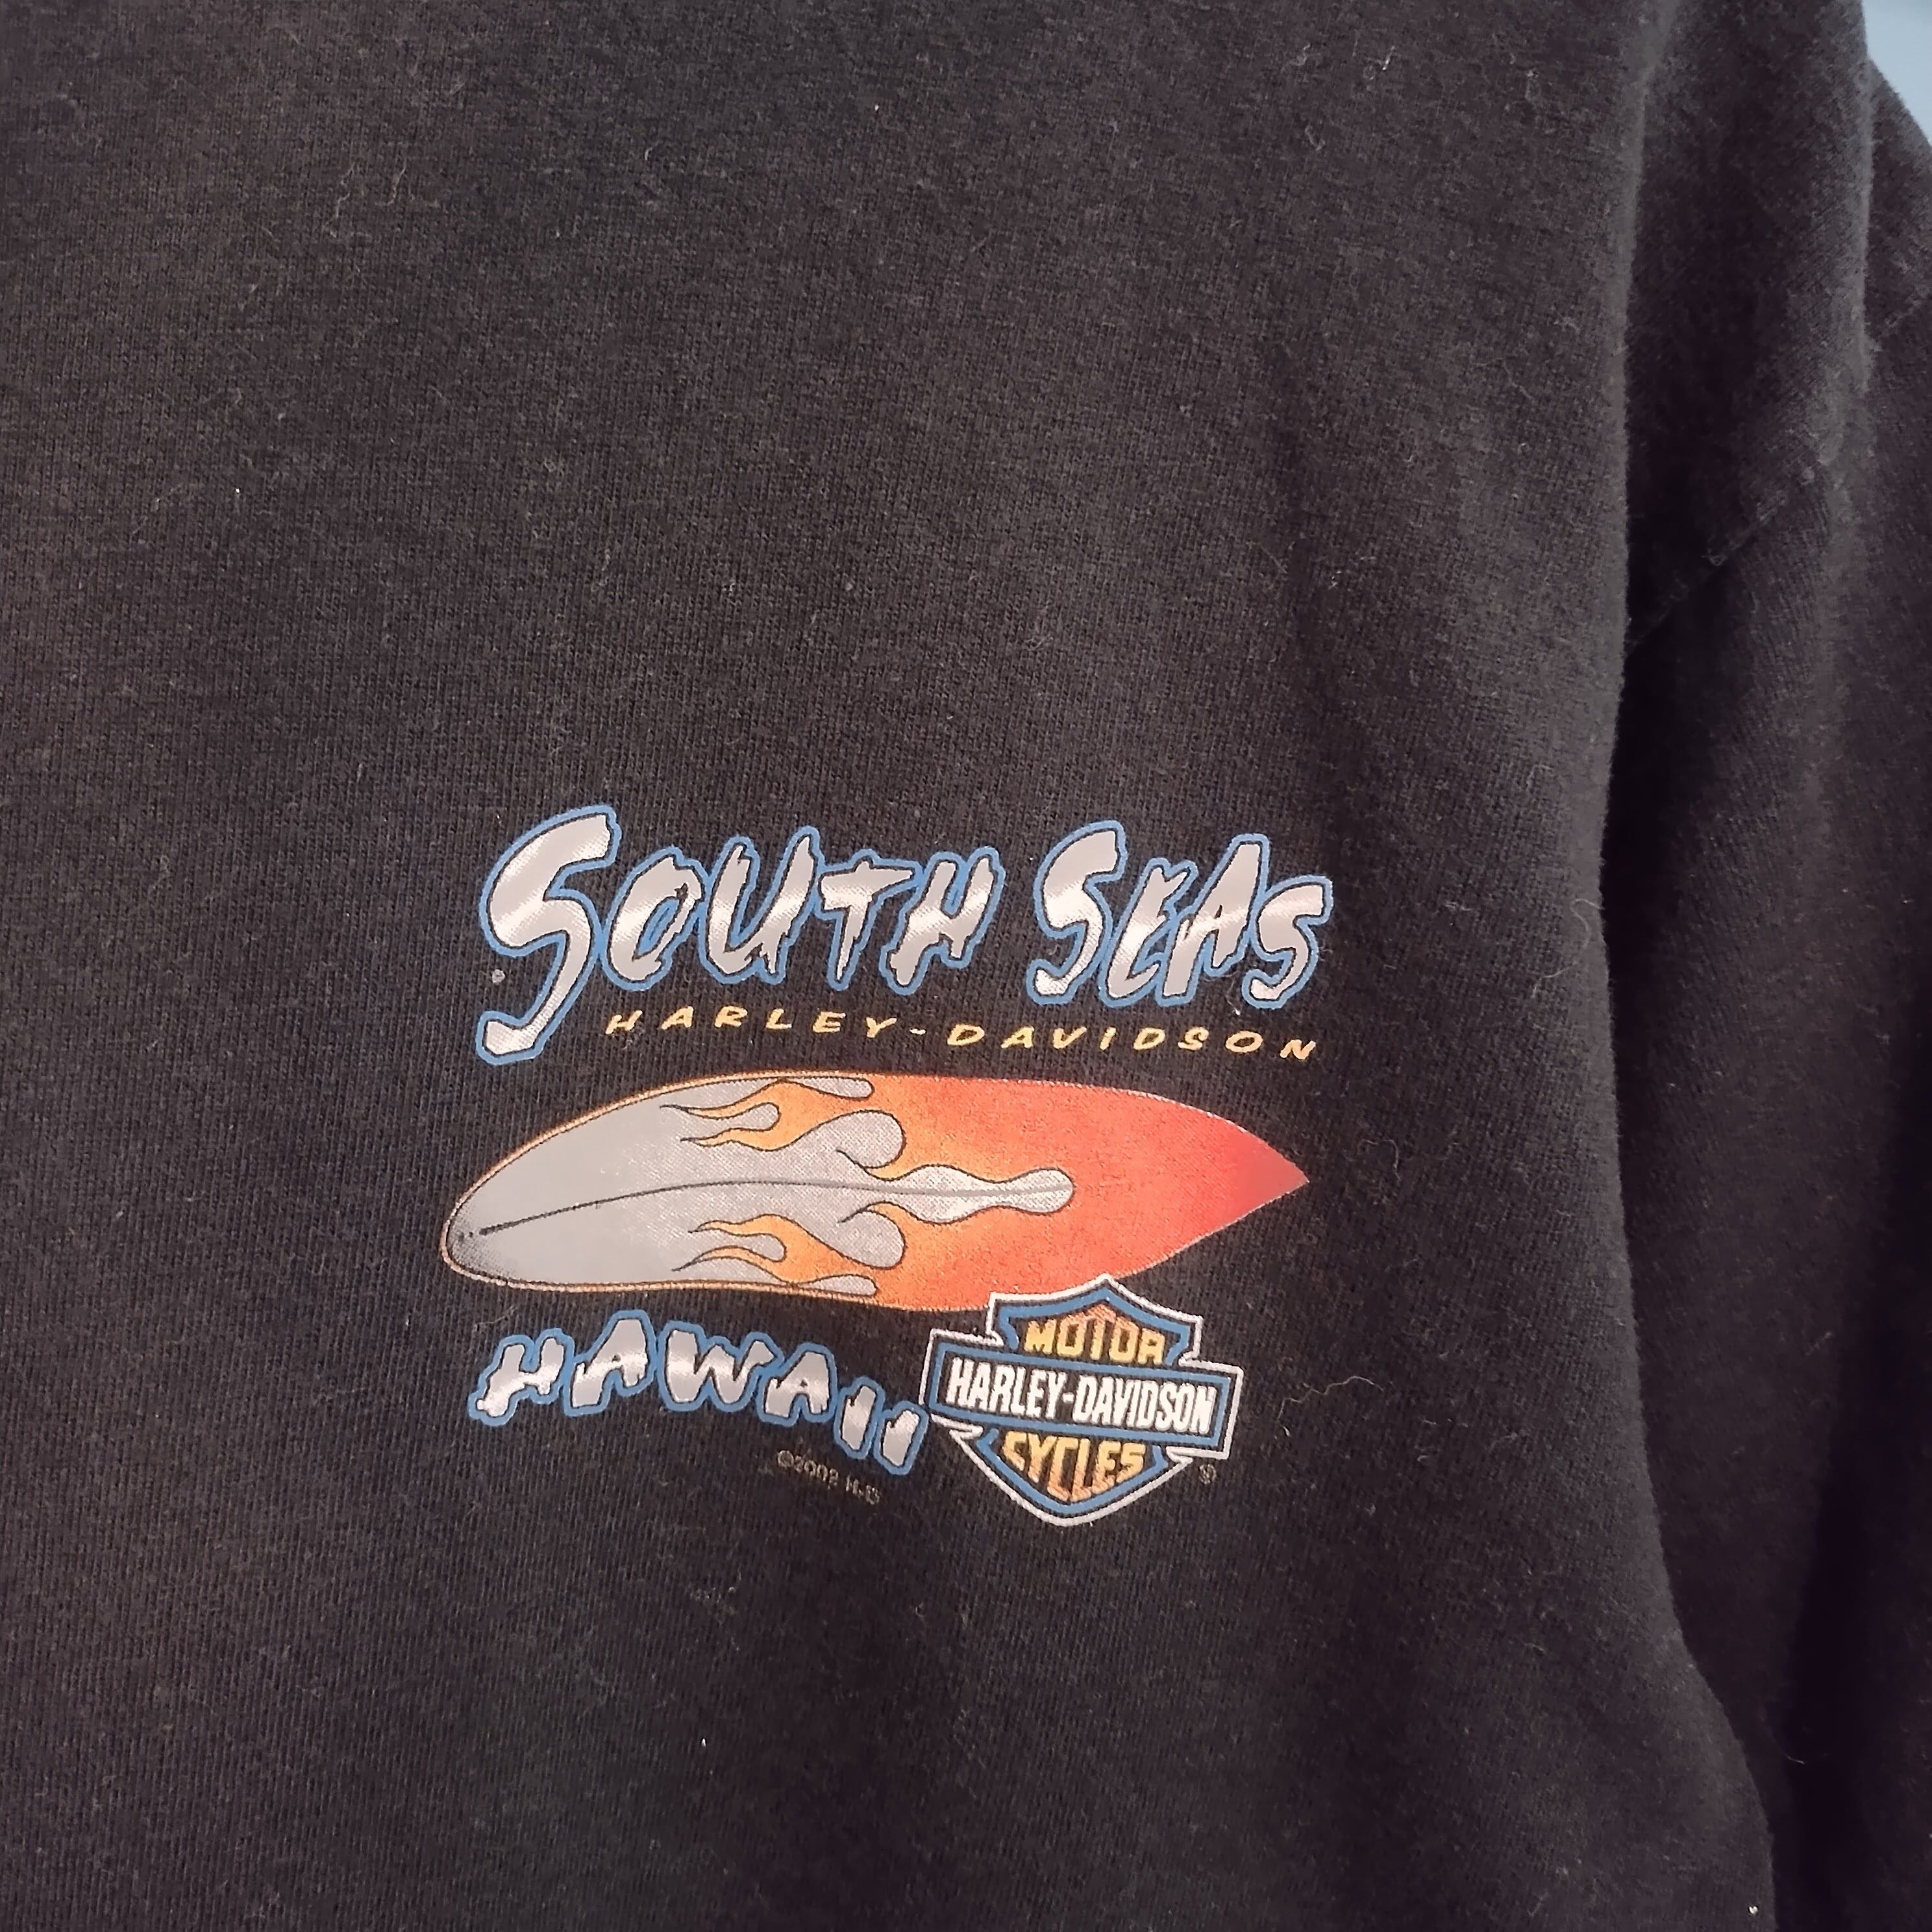 SOUTH SEAS
HARLEY-DAVIDSON
HAWAII
MOTOR
HARLEY-DAVIDSON
CYCLES
®